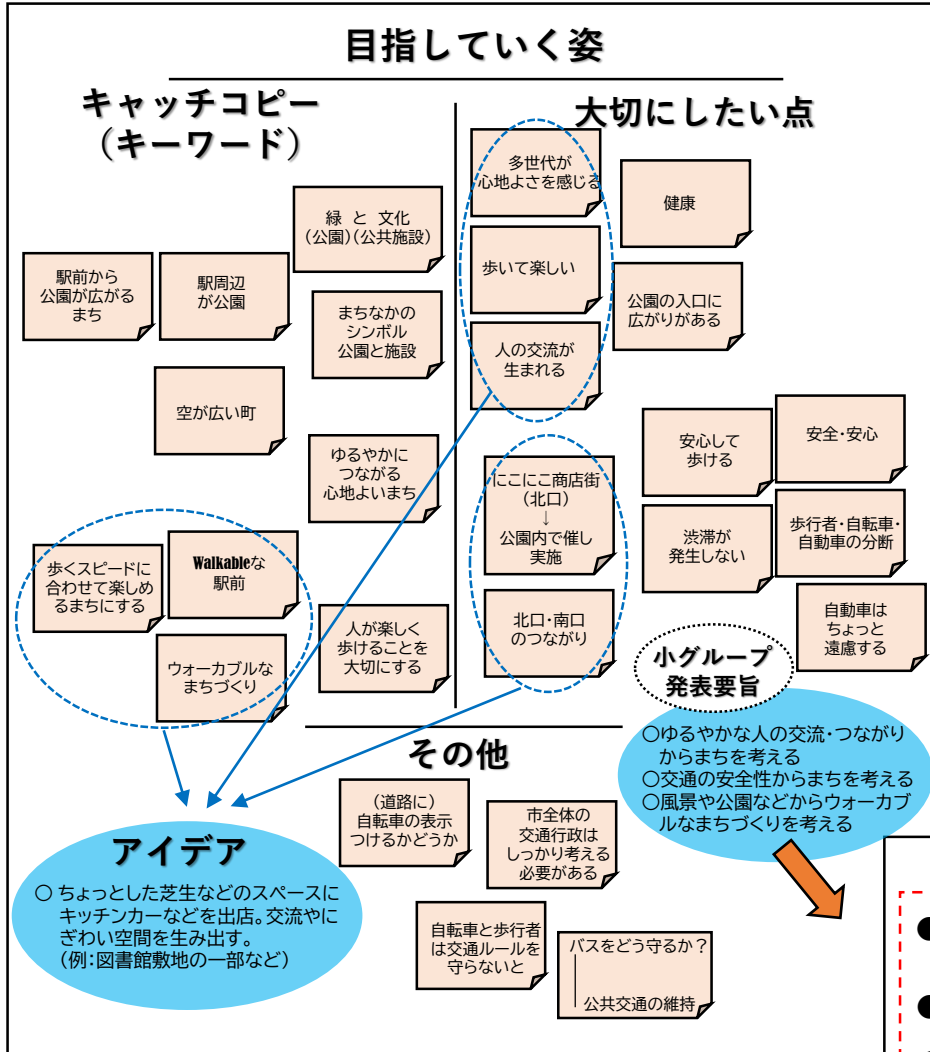 目指していく姿
キャッチコピー
(キーワード)
緑 と 文化
(公園)(公共施設)
駅前から
公園が広がる
まち
駅周辺
が公園
まちなかの
シンボル
公園と施設
空が広い町
ゆるやかに
つながる
心地よいまち
歩くスピードに
合わせて楽しめ
るまちにする
Walkableな
駅前
ウォーカブルな
まちづくり
人が楽しく
歩けることを
大切にする
大切にしたい点
多世代が
心地よさを感じる
健康
歩いて楽しい
公園の入口に
広がりがある
人の交流が
生まれる
安心して
歩ける
安全・安心
にこにこ商店街
(北口)
↓
公園内で催し
実施
渋滞が
発生しない
歩行者・自転車・
自動車の分断
北口・南口
のつながり
自動車は
ちょっと
遠慮する
小グループ
発表要旨
○ゆるやかな人の交流・つながり
からまちを考える
○交通の安全性からまちを考える
○風景や公園などからウォーカブ
ルなまちづくりを考える
その他
(道路に)
自転車の表示
つけるかどうか
市全体の
交通行政は
しっかり考える
必要がある
自転車と歩行者
は交通ルールを
守らないと
バスをどう守るか?
公共交通の維持
アイデア
○ ちょっとした芝生などのスペースに
キッチンカーなどを出店。交流やに
ぎわい空間を生み出す。
(例:図書館敷地の一部など)
●
●